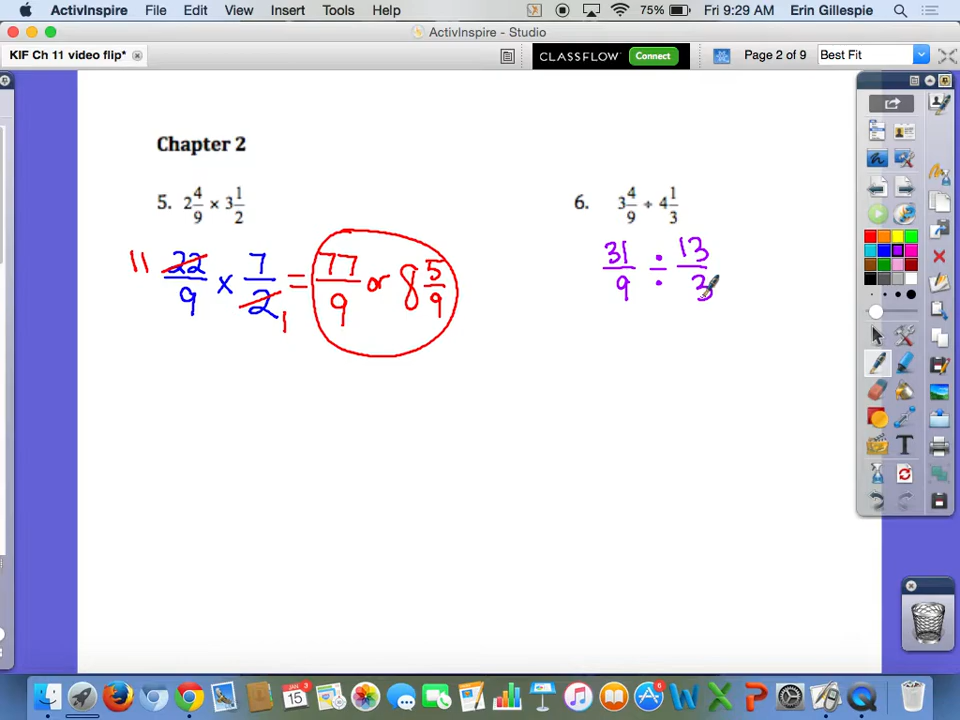 ActivInspire File Edit View Insert Tools Help 75% Fri 9:29 AM Erin Gillespie
ActivInspire - Studio
KIF Ch 11 video flip* CLASSFLOW Connect Page 2 of 9 Best Fit
Chapter 2
5. 2 4/9 × 3 1/2
11 22/9 x 7/2 1 = 77/9 or 8 5/9
6. 3 4/9 ÷ 4 1/3
31/9 ÷ 13/3